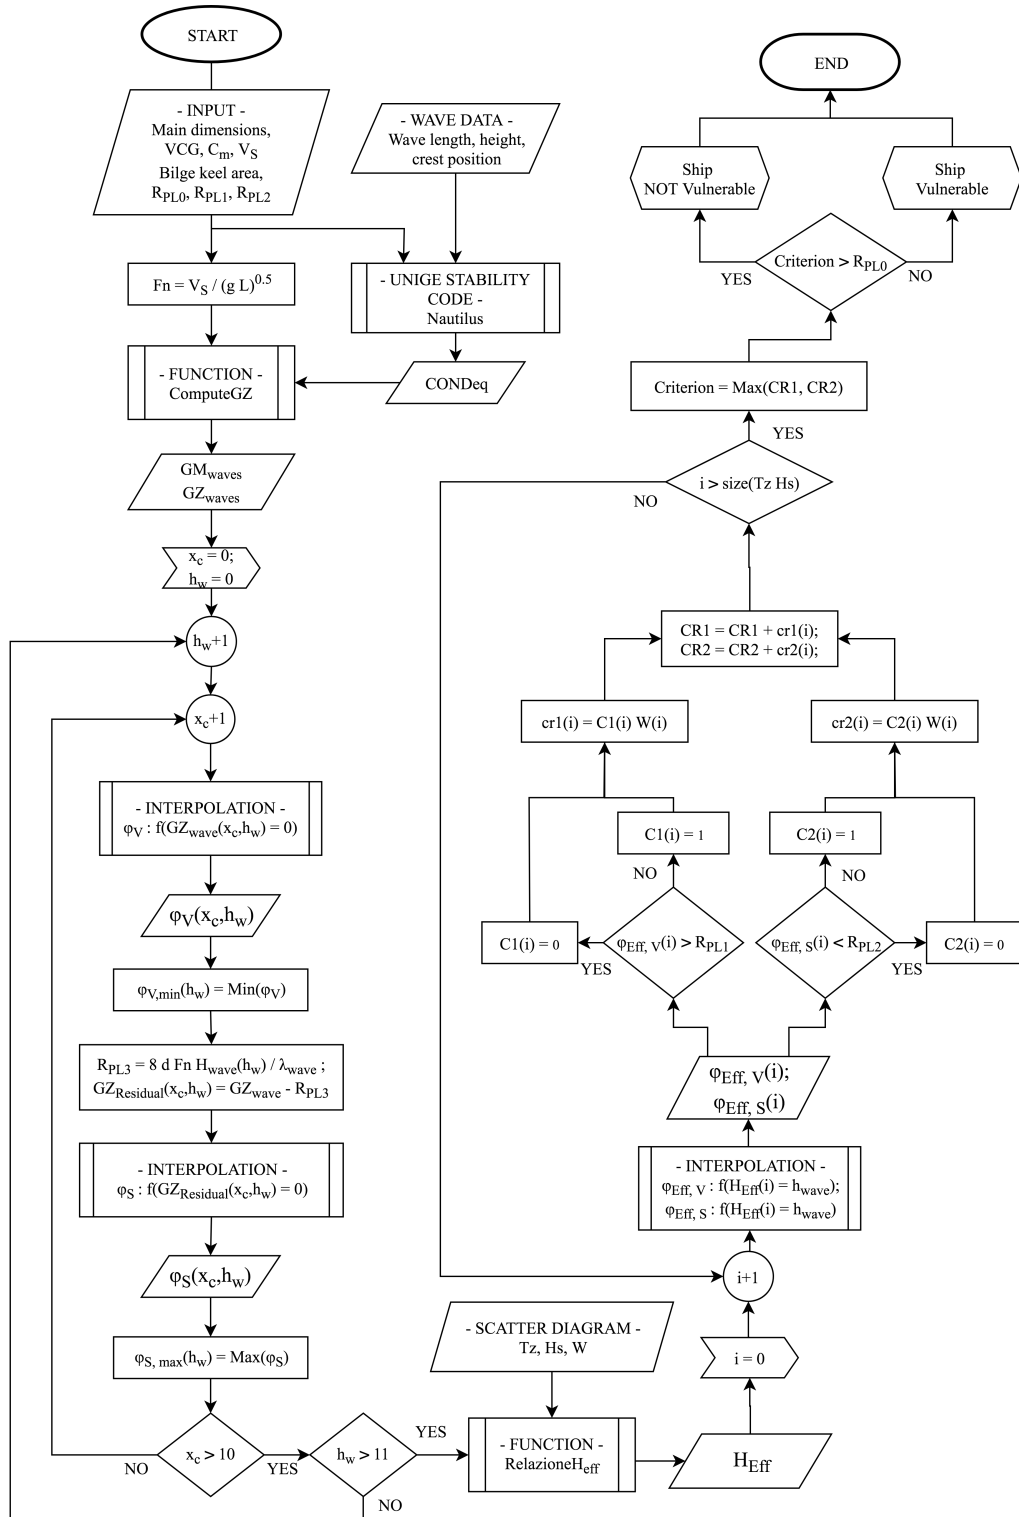 START
- INPUT -
Main dimensions,
VCG, Cm, VS
Bilge keel area,
RPL0, RPL1, RPL2
- WAVE DATA -
Wave length, height,
crest position
Fn = VS / (g L)^0.5
- UNIGE STABILITY
CODE -
Nautilus
- FUNCTION -
ComputeGZ
CONDeq
GMwaves
GZwaves
xc = 0;
hw = 0
hw+1
xc+1
- INTERPOLATION -
φV : f(GZwave(xc,hw) = 0)
φV(xc,hw)
φV,min(hw) = Min(φV)
RPL3 = 8 d Fn Hwave(hw) / λwave ;
GZResidual(xc,hw) = GZwave - RPL3
- INTERPOLATION -
φS : f(GZResidual(xc,hw) = 0)
φS(xc,hw)
φS, max(hw) = Max(φS)
xc > 10
NO
YES
hw > 11
YES
NO
- SCATTER DIAGRAM -
Tz, Hs, W
- FUNCTION -
RelazioneHeff
HEff
i = 0
i+1
- INTERPOLATION -
φEff, V : f(HEff(i) = hwave);
φEff, S : f(HEff(i) = hwave)
φEff, V(i);
φEff, S(i)
φEff, V(i) > RPL1
YES
NO
C1(i) = 0
C1(i) = 1
φEff, S(i) < RPL2
YES
NO
C2(i) = 0
C2(i) = 1
cr1(i) = C1(i) W(i)
cr2(i) = C2(i) W(i)
CR1 = CR1 + cr1(i);
CR2 = CR2 + cr2(i);
i > size(Tz Hs)
NO
YES
Criterion = Max(CR1, CR2)
Criterion > RPL0
YES
NO
Ship
NOT Vulnerable
Ship
Vulnerable
END